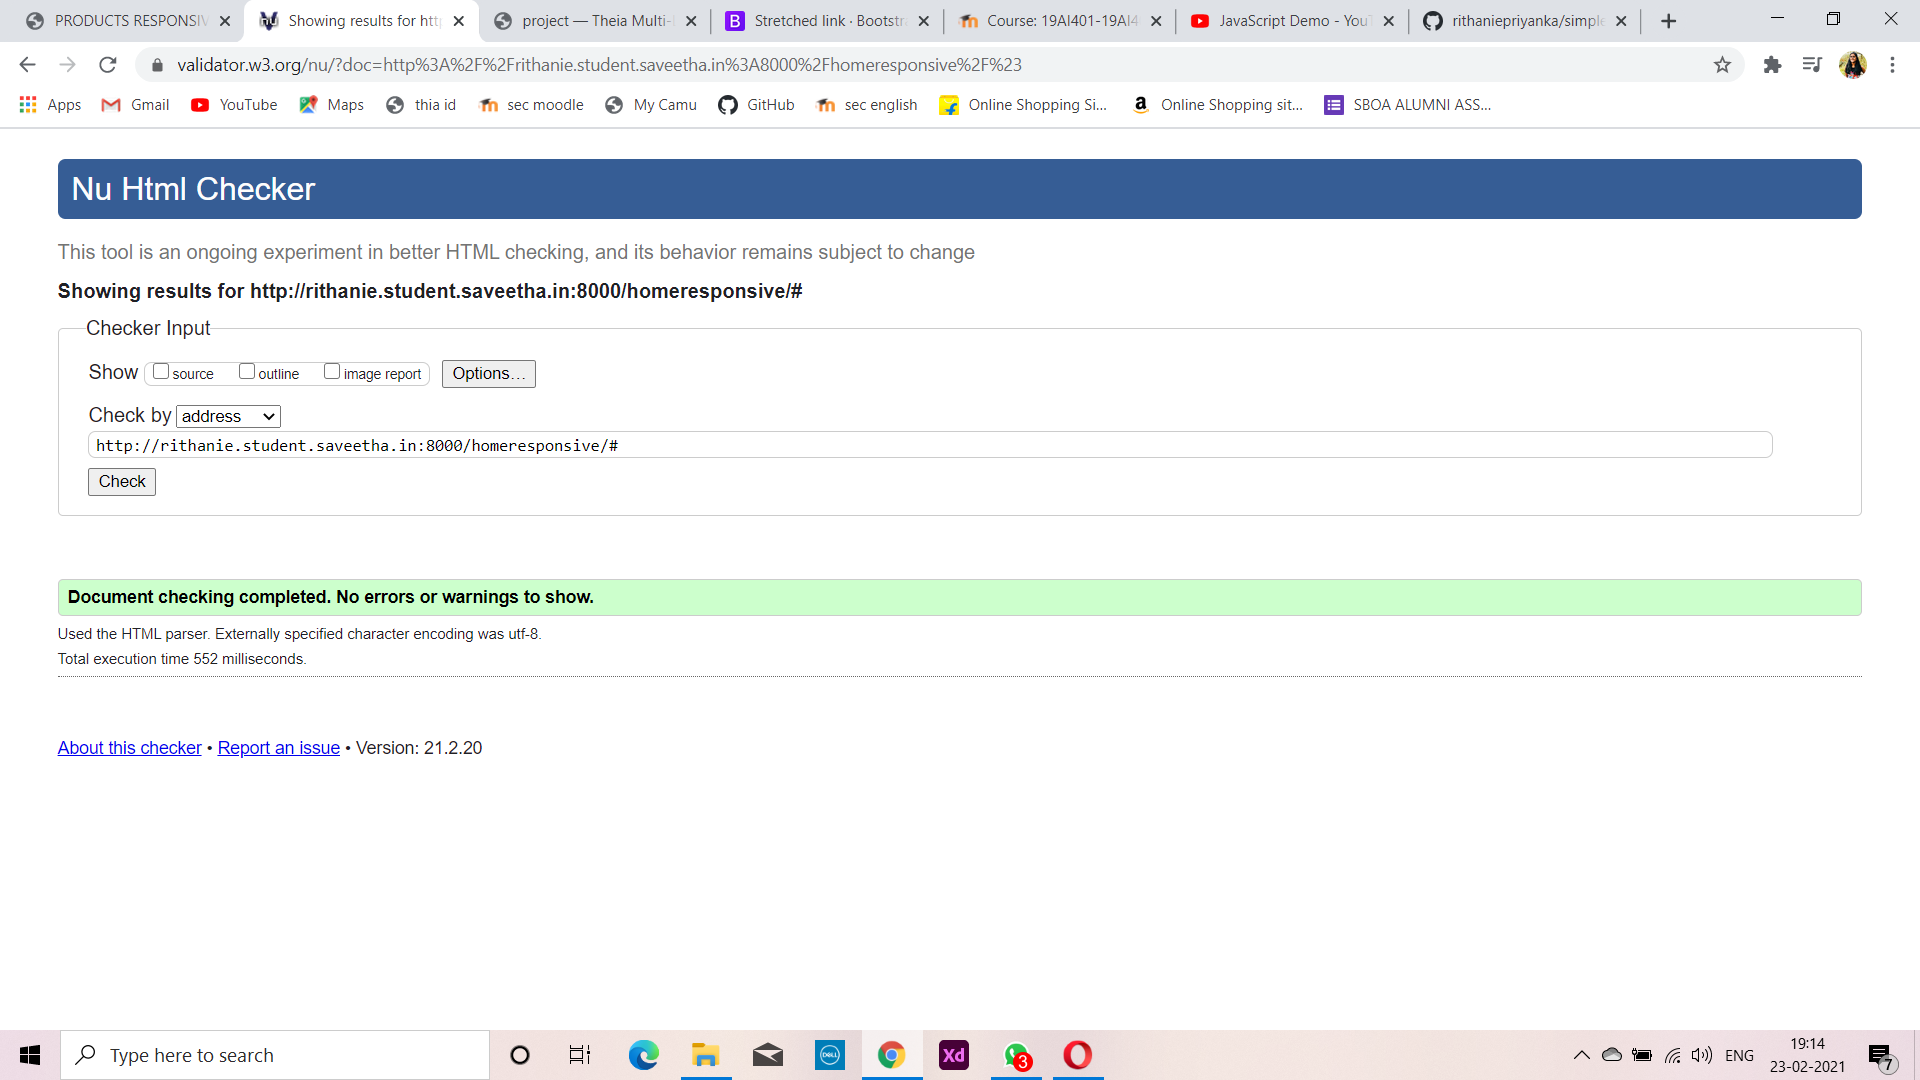 PRODUCTS RESPONSIV
Showing results for htt
project — Theia Multi-
Stretched link · Bootstr
Course: 19AI401-19AI4
JavaScript Demo - YouT
rithaniepriyanka/simple
validator.w3.org/nu/?doc=http%3A%2F%2Frithanie.student.saveetha.in%3A8000%2Fhomeresponsive%2F%23
Apps
Gmail
YouTube
Maps
thia id
sec moodle
My Camu
GitHub
sec english
Online Shopping Si...
Online Shopping sit...
SBOA ALUMNI ASS...
Nu Html Checker
This tool is an ongoing experiment in better HTML checking, and its behavior remains subject to change
Showing results for http://rithanie.student.saveetha.in:8000/homeresponsive/#
Checker Input
Show source outline image report Options...
Check by address
http://rithanie.student.saveetha.in:8000/homeresponsive/#
Check
Document checking completed. No errors or warnings to show.
Used the HTML parser. Externally specified character encoding was utf-8.
Total execution time 552 milliseconds.
About this checker • Report an issue • Version: 21.2.20
Type here to search
DELL
Xd
3
ENG
19:14
23-02-2021
7